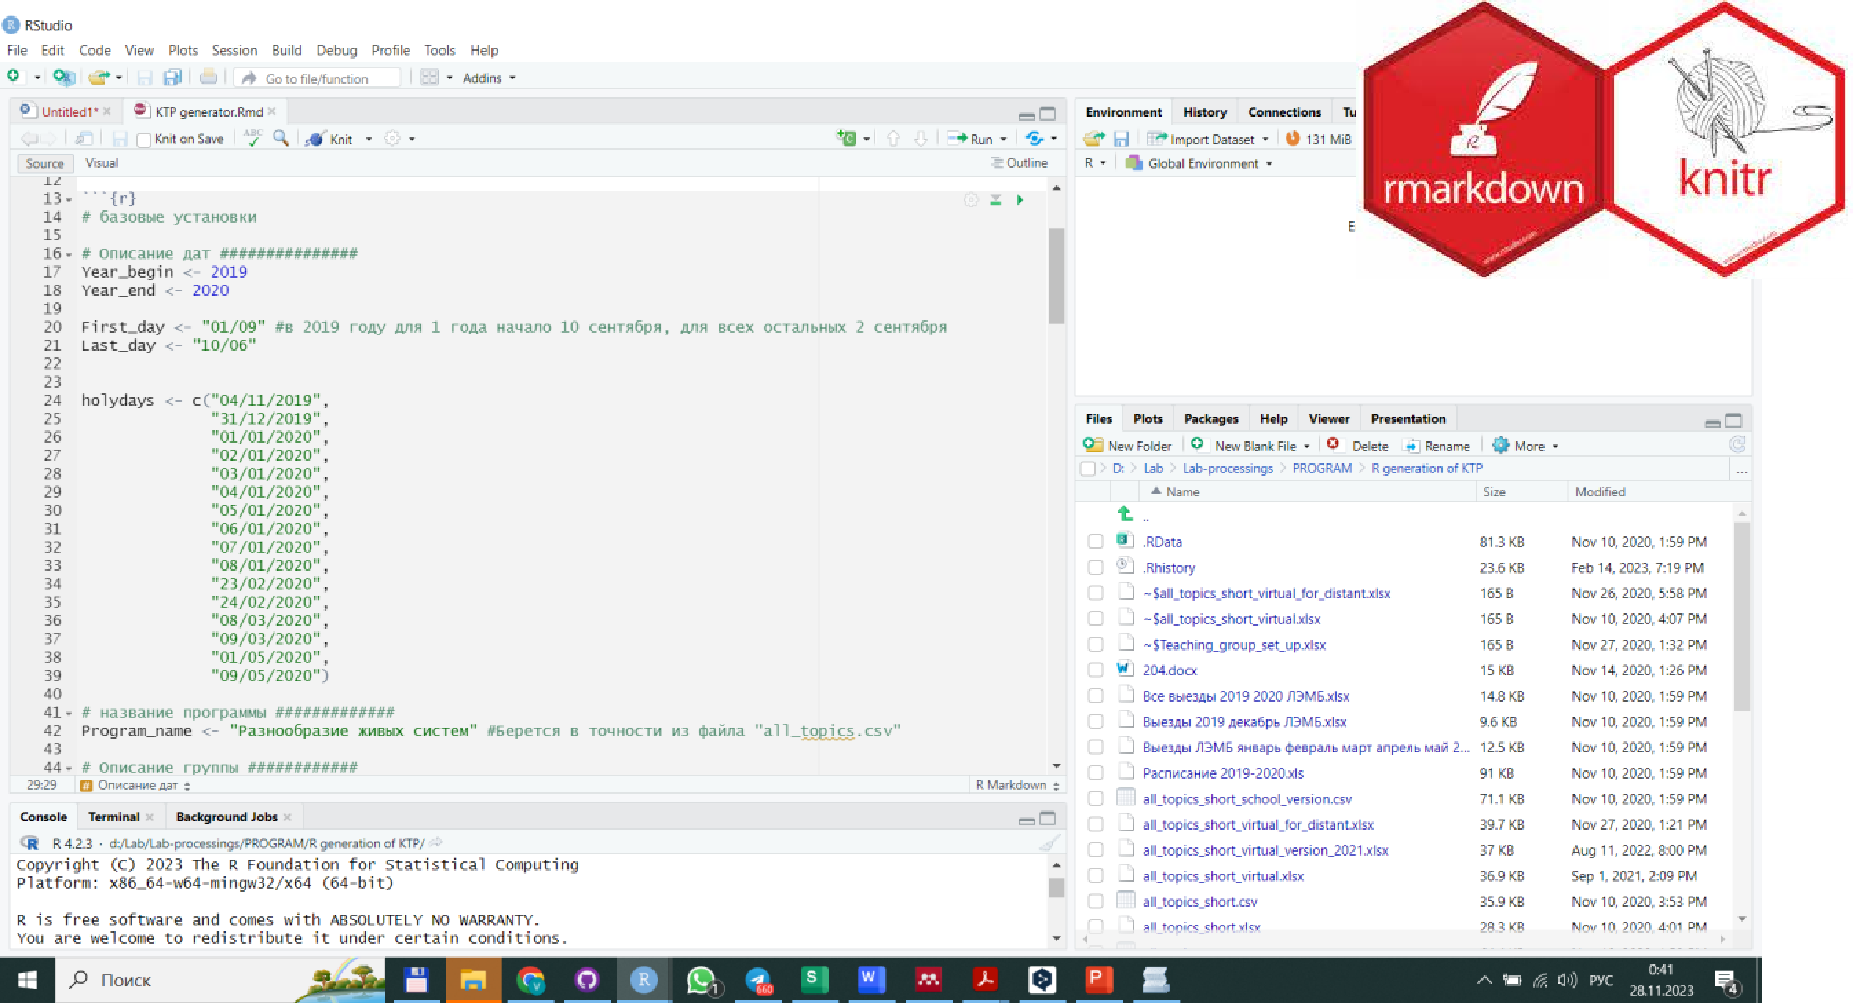 RStudio
File Edit Code View Plots Session Build Debug Profile Tools Help
Go to file/function Addins
Untitled1* KTP generator.Rmd
Knit on Save ABC Knit Run
Source Visual Outline
12
13 ```{r}
14 # базовые установки
15
16 # Описание дат ###############
17 Year_begin <- 2019
18 Year_end <- 2020
19
20 First_day <- "01/09" #в 2019 году для 1 года начало 10 сентября, для всех остальных 2 сентября
21 Last_day <- "10/06"
22
23
24 holydays <- c("04/11/2019",
25 "31/12/2019",
26 "01/01/2020",
27 "02/01/2020",
28 "03/01/2020",
29 "04/01/2020",
30 "05/01/2020",
31 "06/01/2020",
32 "07/01/2020",
33 "08/01/2020",
34 "23/02/2020",
35 "24/02/2020",
36 "08/03/2020",
37 "09/03/2020",
38 "01/05/2020",
39 "09/05/2020")
40
41 # название программы #############
42 Program_name <- "Разнообразие живых систем" #Берется в точности из файла "all_topics.csv"
43
44 # Описание группы ############
29:29 # Описание дат R Markdown
Console Terminal Background Jobs
R 4.2.3 · d:/Lab/Lab-processings/PROGRAM/R generation of KTP/
Copyright (C) 2023 The R Foundation for Statistical Computing
Platform: x86_64-w64-mingw32/x64 (64-bit)
R is free software and comes with ABSOLUTELY NO WARRANTY.
You are welcome to redistribute it under certain conditions.
Environment History Connections Tu
Import Dataset 131 MiB
R Global Environment
E
rmarkdown
knitr
Files Plots Packages Help Viewer Presentation
New Folder New Blank File Delete Rename More
D: > Lab > Lab-processings > PROGRAM > R generation of KTP ...
Name Size Modified
..
.RData 81.3 KB Nov 10, 2020, 1:59 PM
.Rhistory 23.6 KB Feb 14, 2023, 7:19 PM
~$all_topics_short_virtual_for_distant.xlsx 165 B Nov 26, 2020, 5:58 PM
~$all_topics_short_virtual.xlsx 165 B Nov 10, 2020, 4:07 PM
~$Teaching_group_set_up.xlsx 165 B Nov 27, 2020, 1:32 PM
204.docx 15 KB Nov 14, 2020, 1:26 PM
Все выезды 2019 2020 ЛЭМБ.xlsx 14.8 KB Nov 10, 2020, 1:59 PM
Выезды 2019 декабрь ЛЭМБ.xlsx 9.6 KB Nov 10, 2020, 1:59 PM
Выезды ЛЭМБ январь февраль март апрель май 2... 12.5 KB Nov 10, 2020, 1:59 PM
Расписание 2019-2020.xls 91 KB Nov 10, 2020, 1:59 PM
all_topics_short_school_version.csv 71.1 KB Nov 10, 2020, 1:59 PM
all_topics_short_virtual_for_distant.xlsx 39.7 KB Nov 27, 2020, 1:21 PM
all_topics_short_virtual_version_2021.xlsx 37 KB Aug 11, 2022, 8:00 PM
all_topics_short_virtual.xlsx 36.9 KB Sep 1, 2021, 2:09 PM
all_topics_short.csv 35.9 KB Nov 10, 2020, 3:53 PM
all_topics_short.xlsx 28.3 KB Nov 10, 2020, 4:01 PM
Поиск
РУС
0:41
28.11.2023